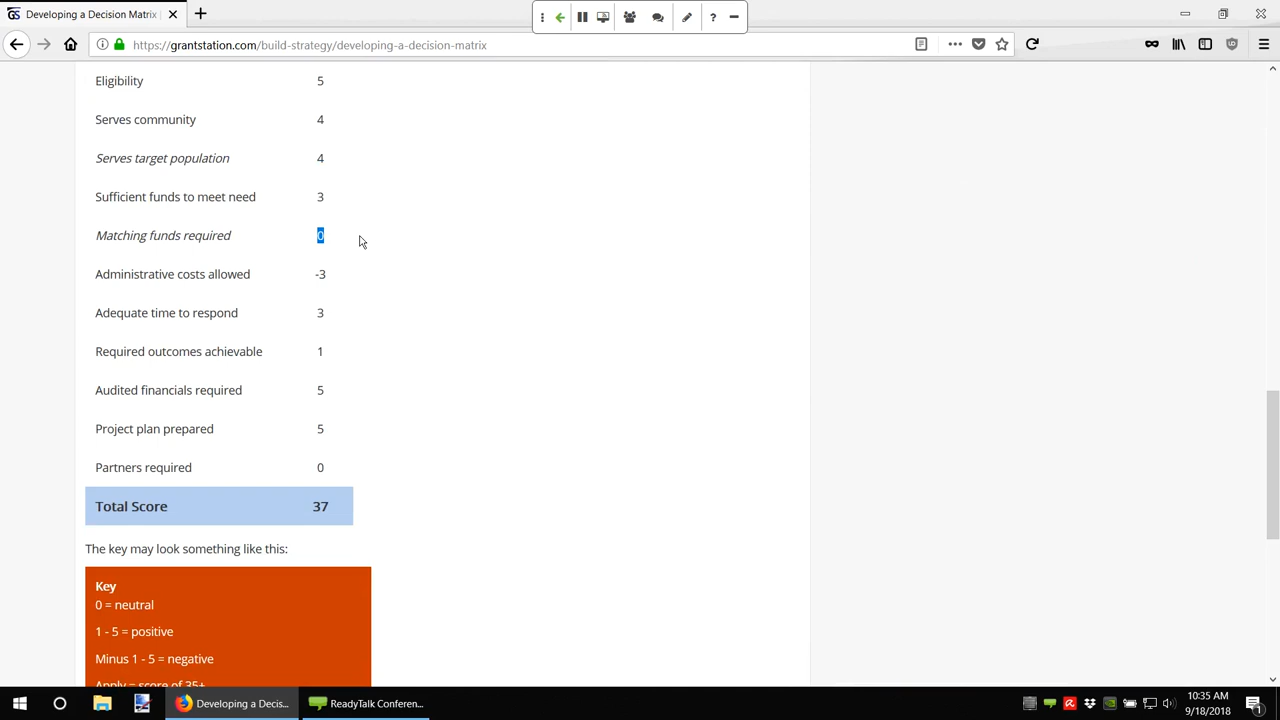 Developing a Decision Matrix
https://grantstation.com/build-strategy/developing-a-decision-matrix
Eligibility 5
Serves community 4
Serves target population 4
Sufficient funds to meet need 3
Matching funds required 0
Administrative costs allowed -3
Adequate time to respond 3
Required outcomes achievable 1
Audited financials required 5
Project plan prepared 5
Partners required 0
Total Score 37
The key may look something like this:
Key
0 = neutral
1 - 5 = positive
Minus 1 - 5 = negative
Apply = score of 35+
Developing a Decis...
ReadyTalk Conferen...
10:35 AM
9/18/2018